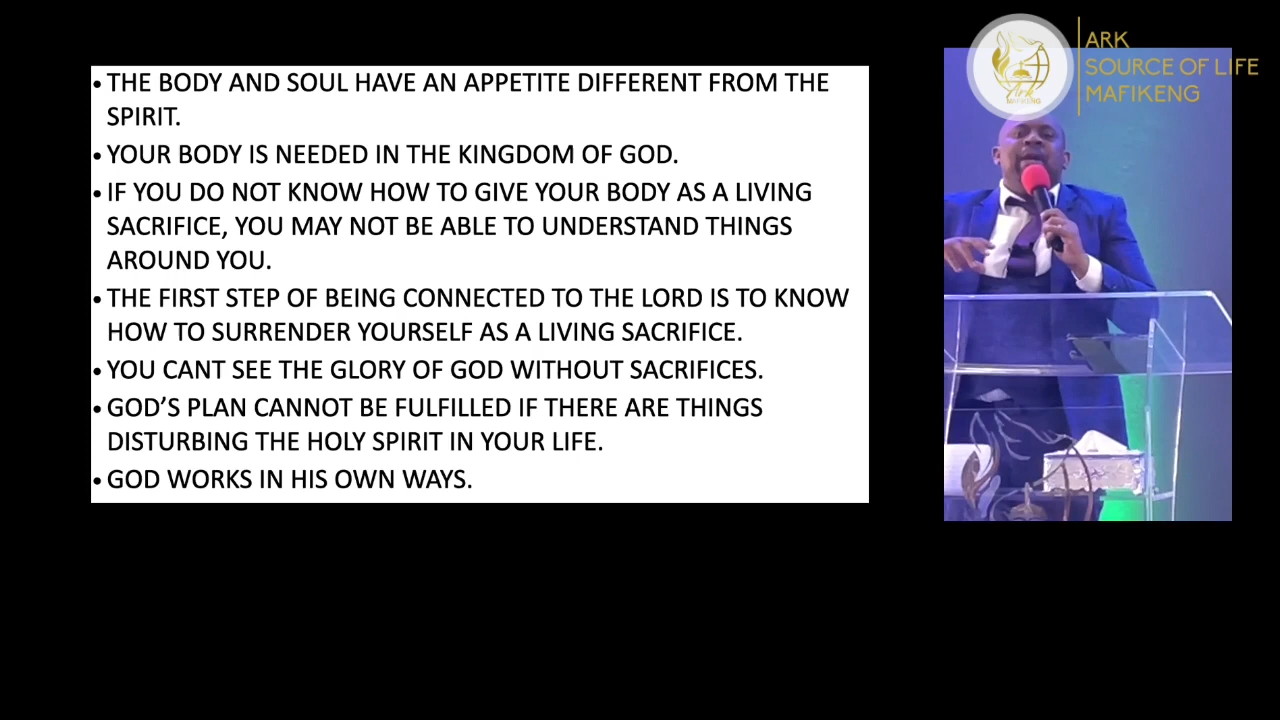 • THE BODY AND SOUL HAVE AN APPETITE DIFFERENT FROM THE
SPIRIT.
• YOUR BODY IS NEEDED IN THE KINGDOM OF GOD.
• IF YOU DO NOT KNOW HOW TO GIVE YOUR BODY AS A LIVING
SACRIFICE, YOU MAY NOT BE ABLE TO UNDERSTAND THINGS
AROUND YOU.
• THE FIRST STEP OF BEING CONNECTED TO THE LORD IS TO KNOW
HOW TO SURRENDER YOURSELF AS A LIVING SACRIFICE.
• YOU CANT SEE THE GLORY OF GOD WITHOUT SACRIFICES.
• GOD’S PLAN CANNOT BE FULFILLED IF THERE ARE THINGS
DISTURBING THE HOLY SPIRIT IN YOUR LIFE.
• GOD WORKS IN HIS OWN WAYS.
Ark
MAFIKENG
ARK
SOURCE OF LIFE
MAFIKENG